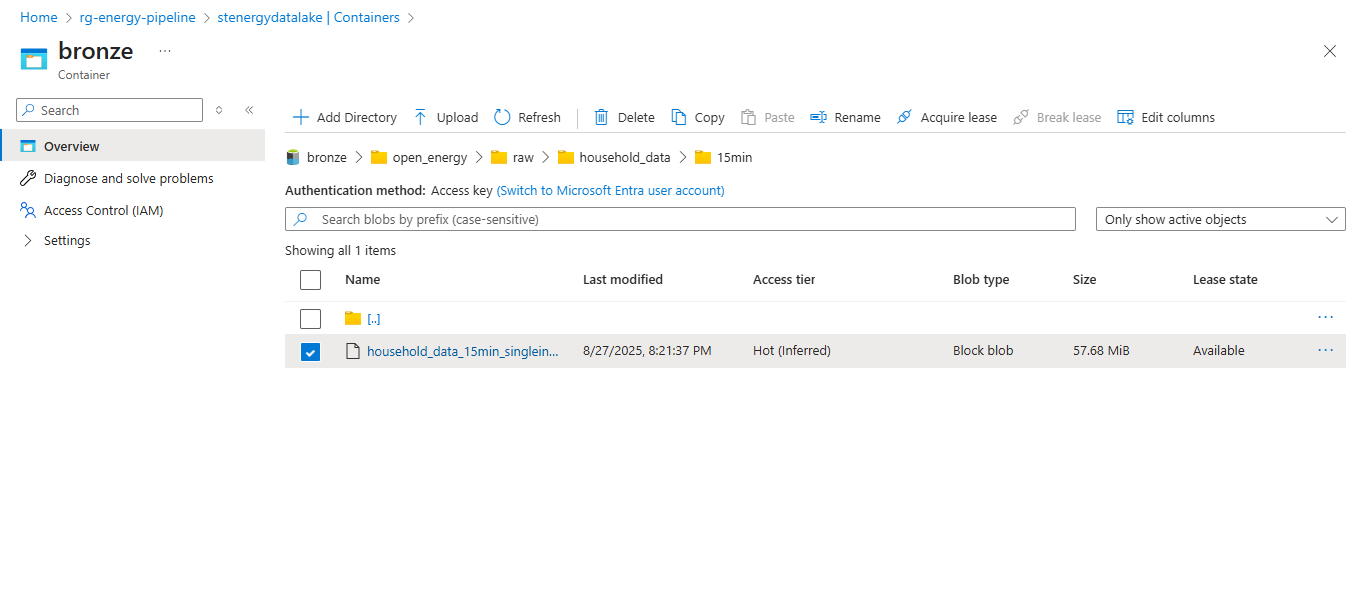 Home > rg-energy-pipeline > stenergydatalake | Containers >
bronze ...
Container
Search
Overview
Diagnose and solve problems
Access Control (IAM)
Settings
Add Directory Upload Refresh Delete Copy Paste Rename Acquire lease Break lease Edit columns
bronze > open_energy > raw > household_data > 15min
Authentication method: Access key (Switch to Microsoft Entra user account)
Search blobs by prefix (case-sensitive) Only show active objects
Showing all 1 items
Name Last modified Access tier Blob type Size Lease state
[..] ...
household_data_15min_singlein... 8/27/2025, 8:21:37 PM Hot (Inferred) Block blob 57.68 MiB Available ...